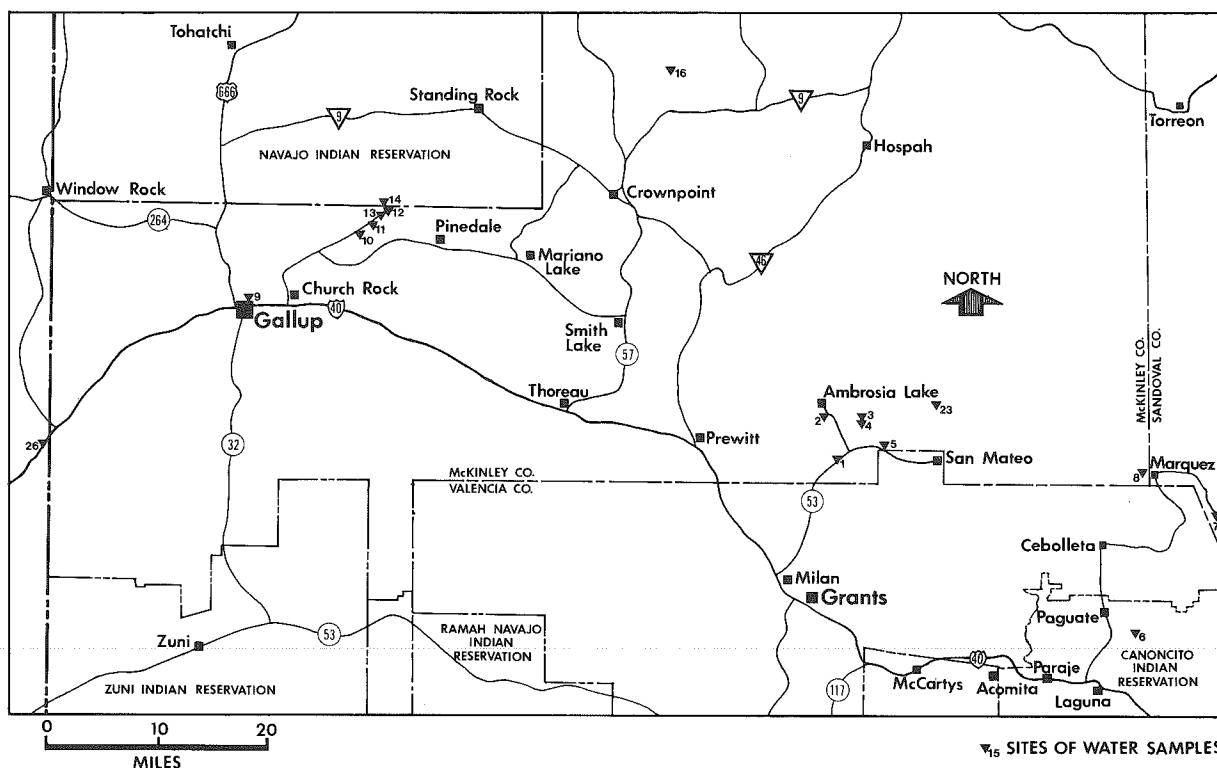 Tohatchi
16
666
Standing Rock
9
9
Torreon
NAVAJO INDIAN RESERVATION
Hospah
Window Rock
Crownpoint
14
13
12
264
11
10
Pinedale
Mariano
Lake
46
NORTH
9
Church Rock
40
Gallup
Smith
Lake
57
McKINLEY CO.
SANDOVAL CO.
Thoreau
Ambrosia Lake
2
3
4
23
26
32
Prewitt
5
1
San Mateo
McKINLEY CO.
VALENCIA CO.
8
Marquez
53
7
Cebolleta
Milan
Grants
Paguate
Zuni
53
RAMAH NAVAJO
INDIAN
RESERVATION
6
CANONCITO
INDIAN
RESERVATION
ZUNI INDIAN RESERVATION
117
McCartys
40
Acomita
Paraje
Laguna
0
10
20
MILES
15 SITES OF WATER SAMPLES